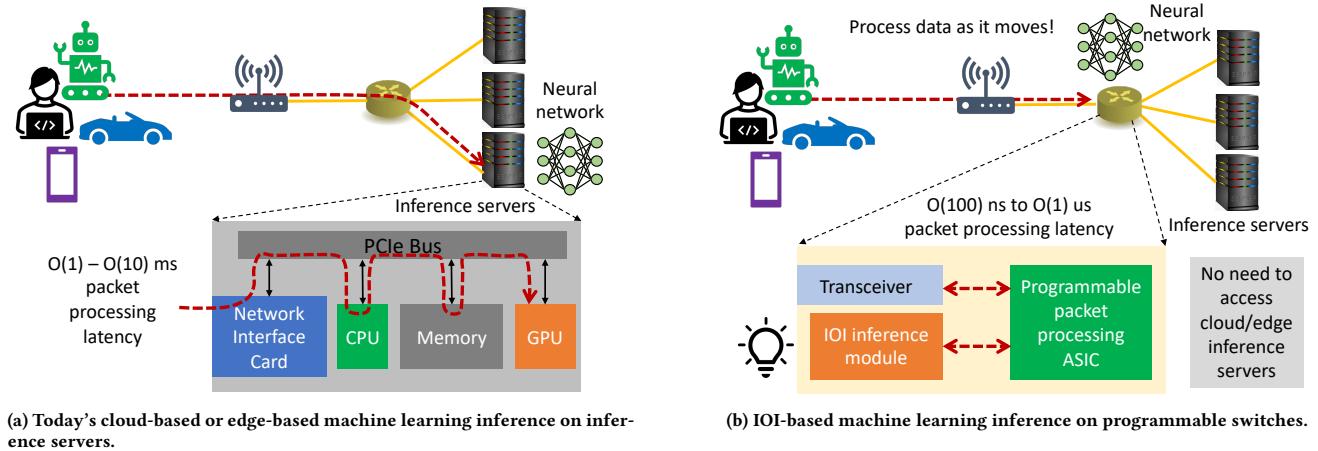 Neural
network
Inference servers
PCIe Bus
O(1) – O(10) ms
packet
processing
latency
Network
Interface
Card
CPU
Memory
GPU
(a) Today's cloud-based or edge-based machine learning inference on infer-
ence servers.
Process data as it moves!
Neural
network
Inference servers
O(100) ns to O(1) us
packet processing latency
Transceiver
IOI inference
module
Programmable
packet
processing
ASIC
No need to
access
cloud/edge
inference
servers
(b) IOI-based machine learning inference on programmable switches.